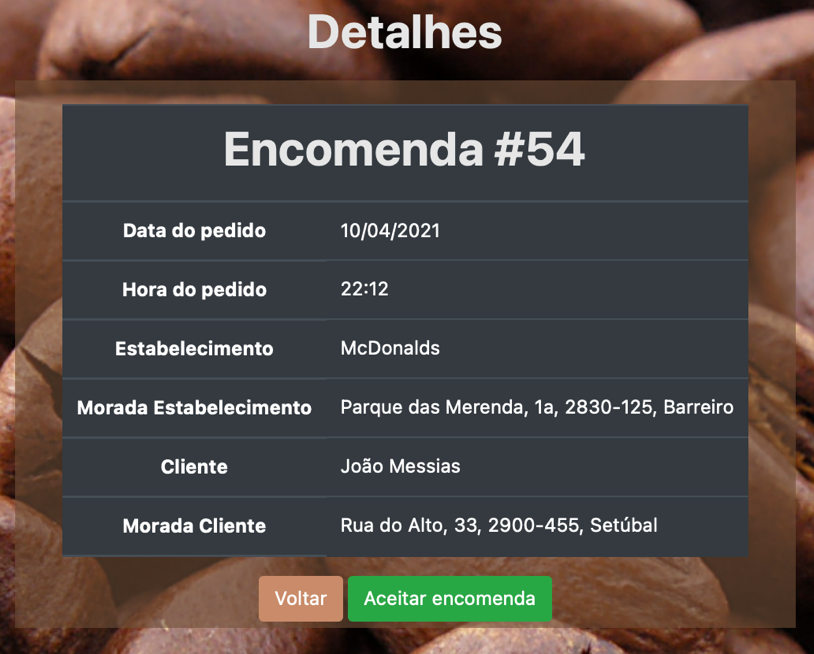 Detalhes
Encomenda #54
Data do pedido 10/04/2021
Hora do pedido 22:12
Estabelecimento McDonalds
Morada Estabelecimento Parque das Merenda, 1a, 2830-125, Barreiro
Cliente João Messias
Morada Cliente Rua do Alto, 33, 2900-455, Setúbal
Voltar Aceitar encomenda